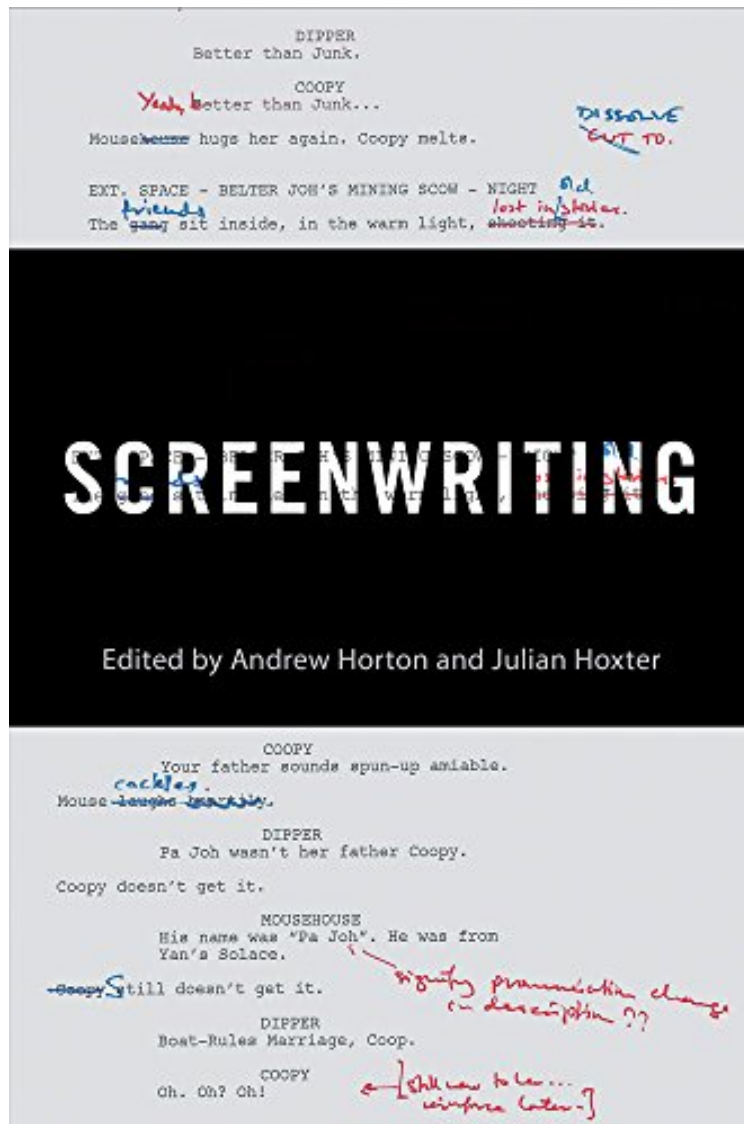 DIPPER
Better than Junk.
COOPY
Yeah, better than Junk...
DISSOLVE
CUT TO.
Mousehouse hugs her again. Coopy melts.
EXT. SPACE - BELTER JOH'S MINING SCOW - NIGHT
old
friends
lost in stories.
The gang sit inside, in the warm light, shooting it.
SCREENWRITING
Edited by Andrew Horton and Julian Hoxter
COOPY
Your father sounds spun-up amiable.
cackles.
Mouse laughs heartily.
DIPPER
Pa Joh wasn't her father Coopy.
Coopy doesn't get it.
MOUSEHOUSE
His name was "Pa Joh". He was from
Yan's Solace.
signify pronunciation change
in description ??
Coopy Still doesn't get it.
DIPPER
Boat-Rules Marriage, Coop.
COOPY
Oh. Oh? Oh!
[still new to her...
reinforce later-]